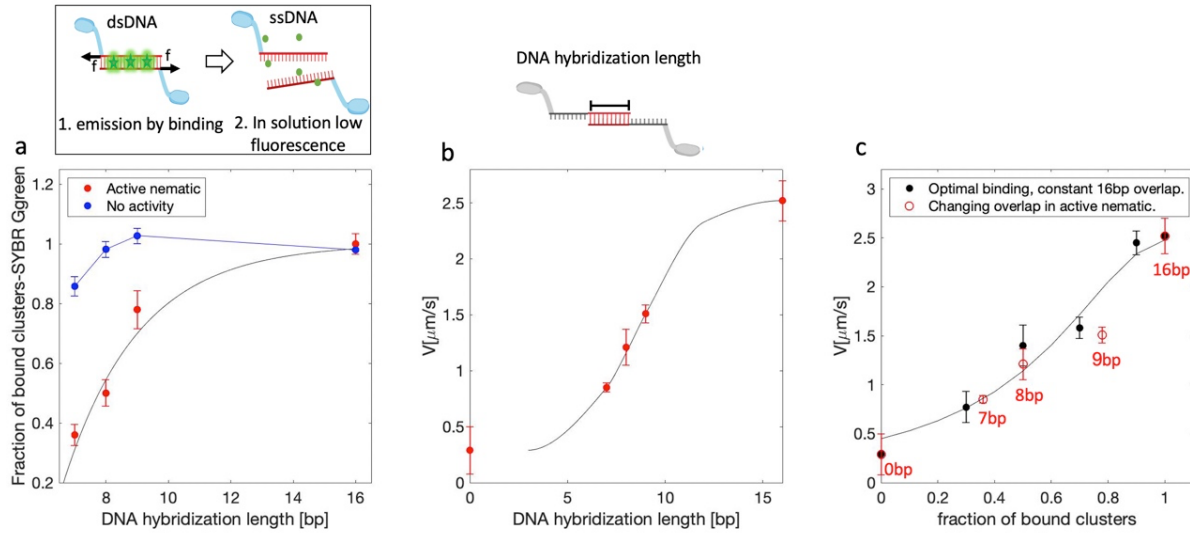 dsDNA
ssDNA
f
f
1. emission by binding
2. In solution low
fluorescence
DNA hybridization length
a
Fraction of bound clusters-SYBR Ggreen
1.2
1
0.8
0.6
0.4
0.2
Active nematic
No activity
8
10
12
14
16
DNA hybridization length [bp]
b
V[μm/s]
2.5
2
1.5
1
0.5
0
0
5
10
15
DNA hybridization length [bp]
c
V[μm/s]
3
2.5
2
1.5
1
0.5
0
Optimal binding, constant 16bp overlap.
Changing overlap in active nematic.
16bp
9bp
8bp
7bp
0bp
0
0.2
0.4
0.6
0.8
1
fraction of bound clusters